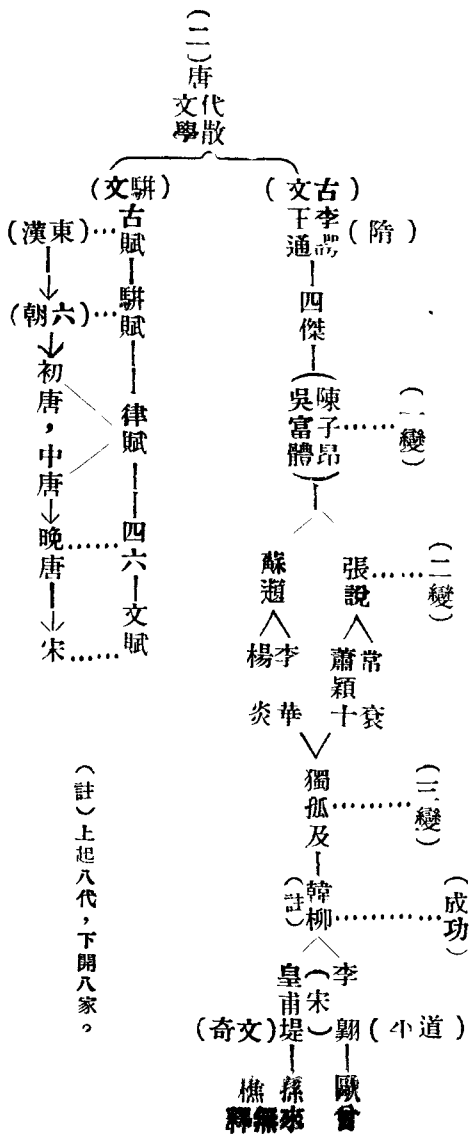 (二)唐代散文學
(古文)
李諤
王通
(隋)
四傑
(陳子昂
吳富體)
(一變)
張說
蘇頲
(二變)
常袞
蕭穎士
李華
楊炎
獨孤及
(三變)
韓柳
(註)
(成功)
李翺
皇甫湜
(宋)
(文奇)
歐曾
孫樵
來無釋
(駢文)
古賦
駢賦
律賦
四六
文賦
(東漢)
(六朝)
初唐,中唐
晚唐
宋
(註)上起八代,下開八家。